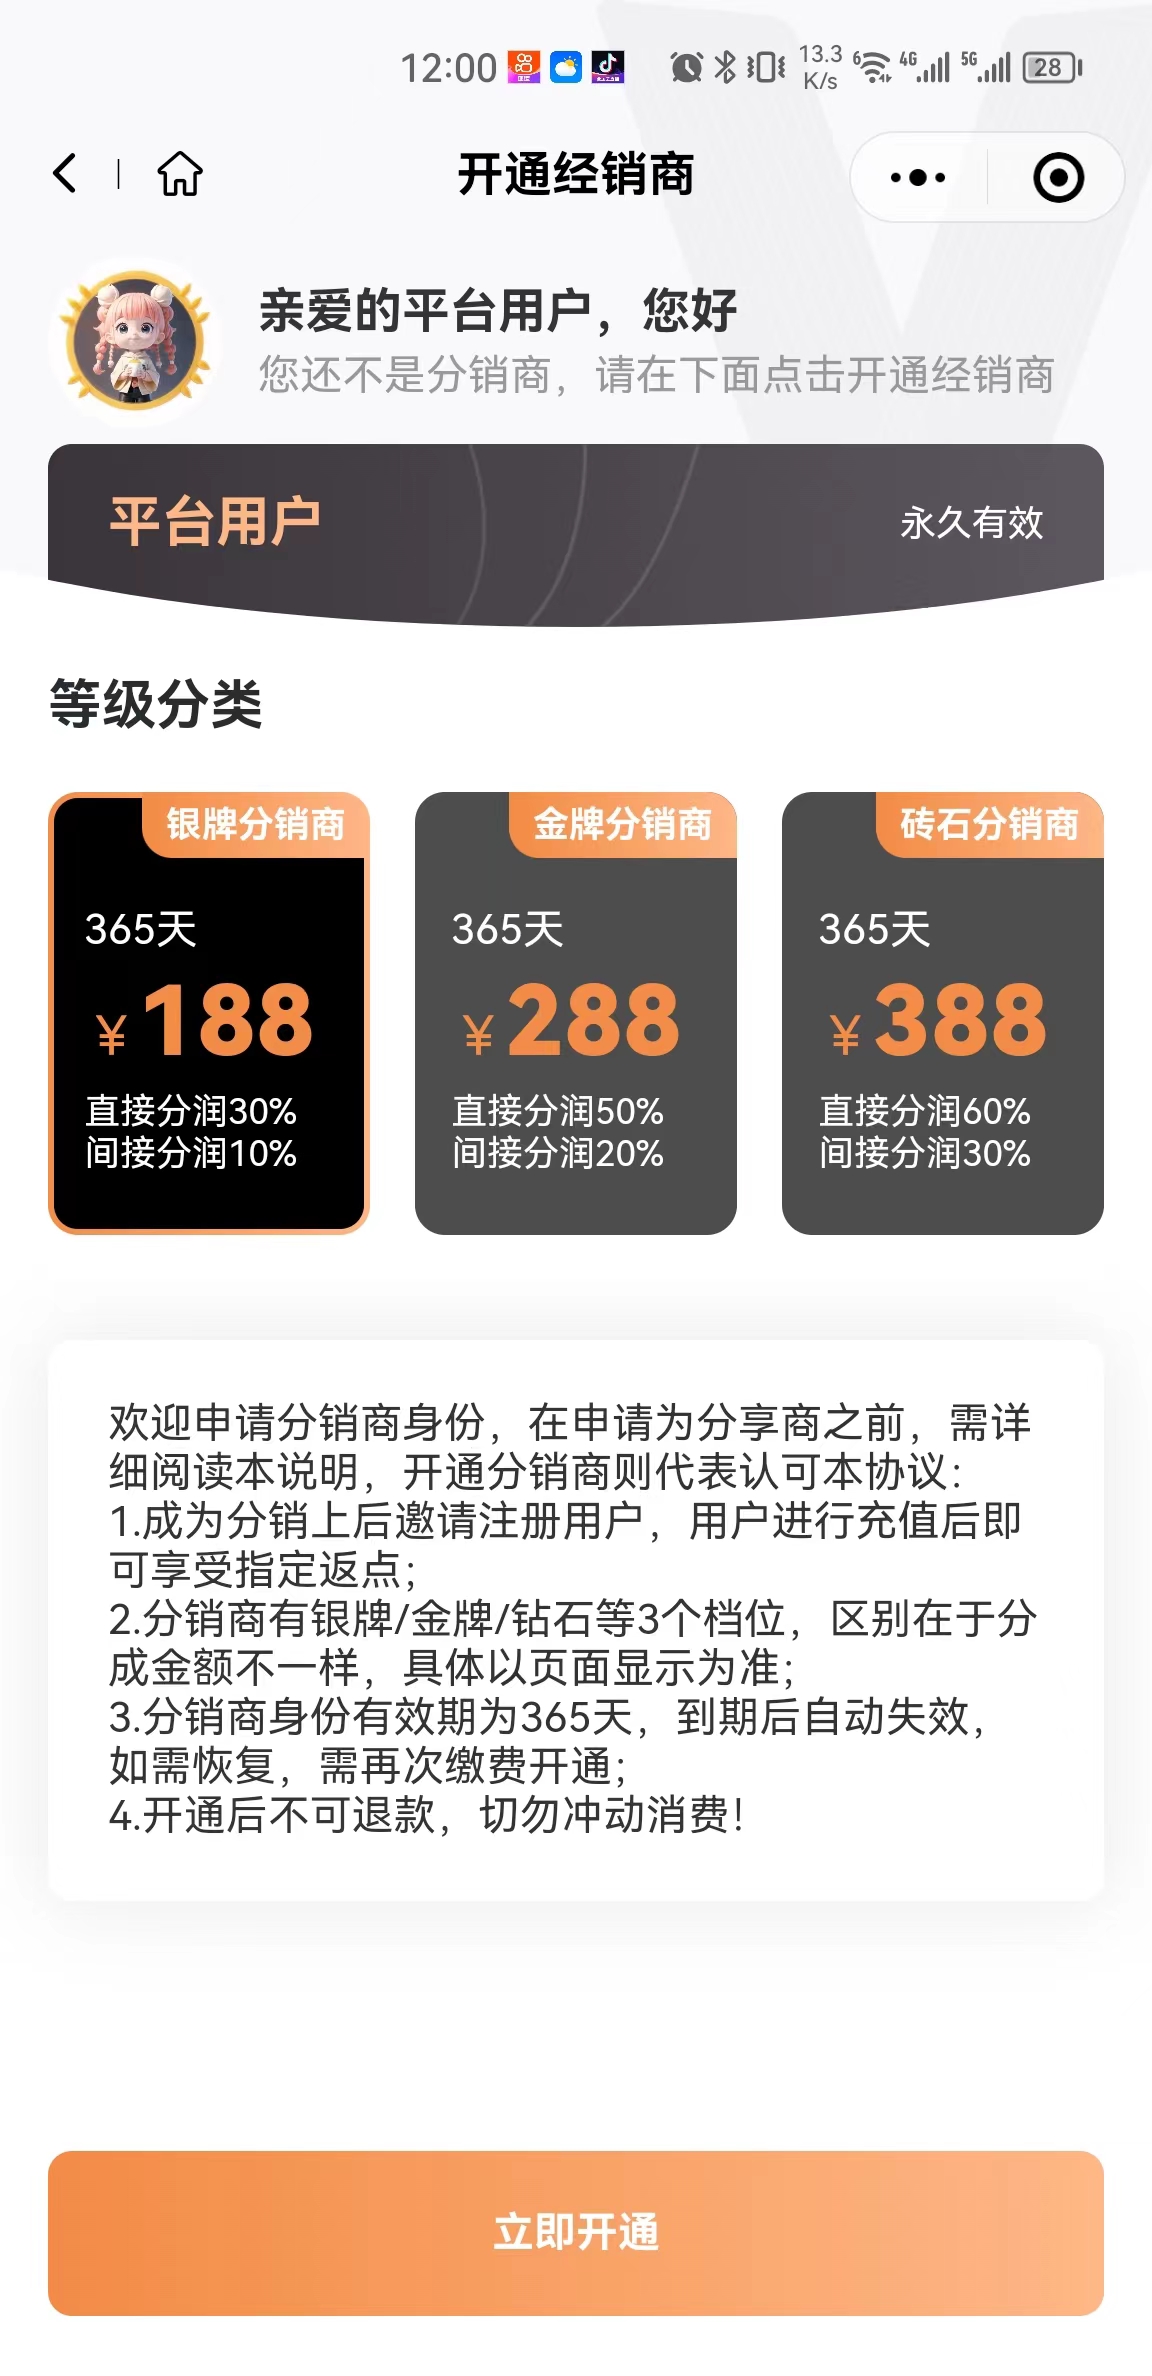 12:00
13.3
K/s
6
4G
5G
28
开通经销商
亲爱的平台用户，您好
您还不是分销商，请在下面点击开通经销商
平台用户
永久有效
等级分类
银牌分销商
365天
￥188
直接分润30%
间接分润10%
金牌分销商
365天
￥288
直接分润50%
间接分润20%
砖石分销商
365天
￥388
直接分润60%
间接分润30%
欢迎申请分销商身份，在申请为分享商之前，需详
细阅读本说明，开通分销商则代表认可本协议：
1.成为分销上后邀请注册用户，用户进行充值后即
可享受指定返点；
2.分销商有银牌/金牌/钻石等3个档位，区别在于分
成金额不一样，具体以页面显示为准；
3.分销商身份有效期为365天，到期后自动失效，
如需恢复，需再次缴费开通；
4.开通后不可退款，切勿冲动消费！
立即开通